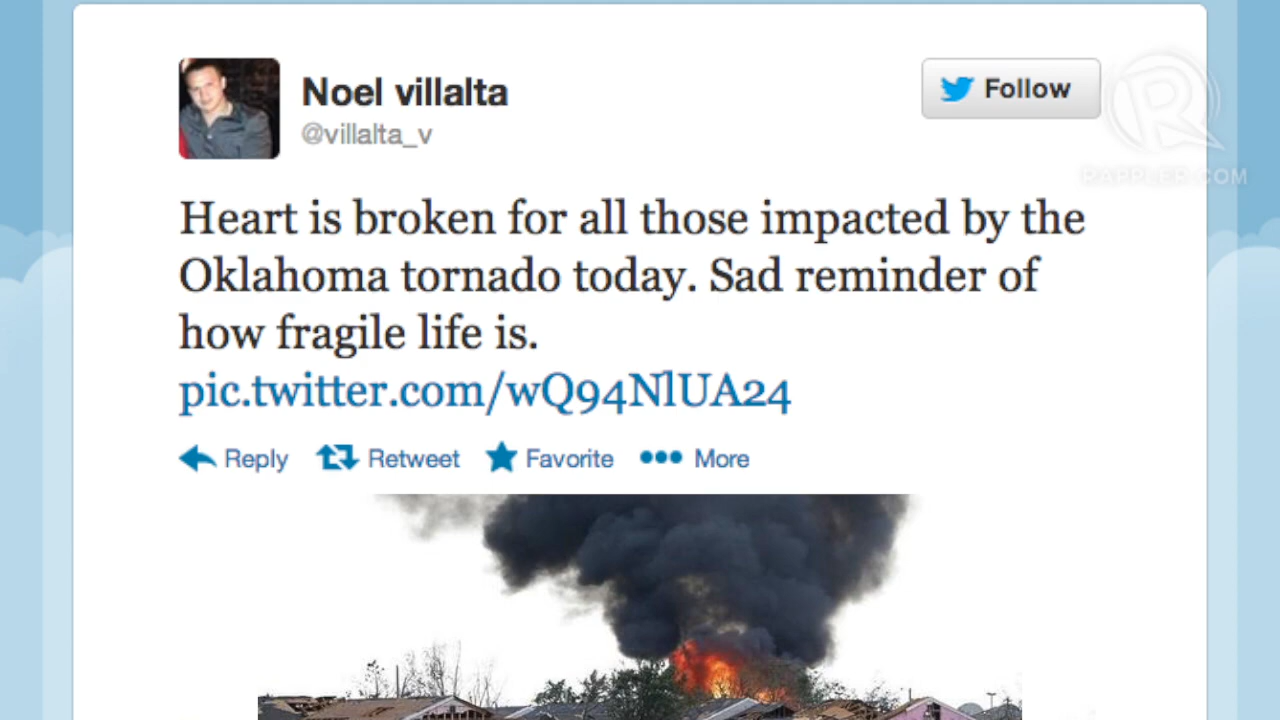 Noel villalta
@villalta_v
Follow
R
RAPPLER.COM
Heart is broken for all those impacted by the
Oklahoma tornado today. Sad reminder of
how fragile life is.
pic.twitter.com/wQ94NlUA24
Reply Retweet Favorite More